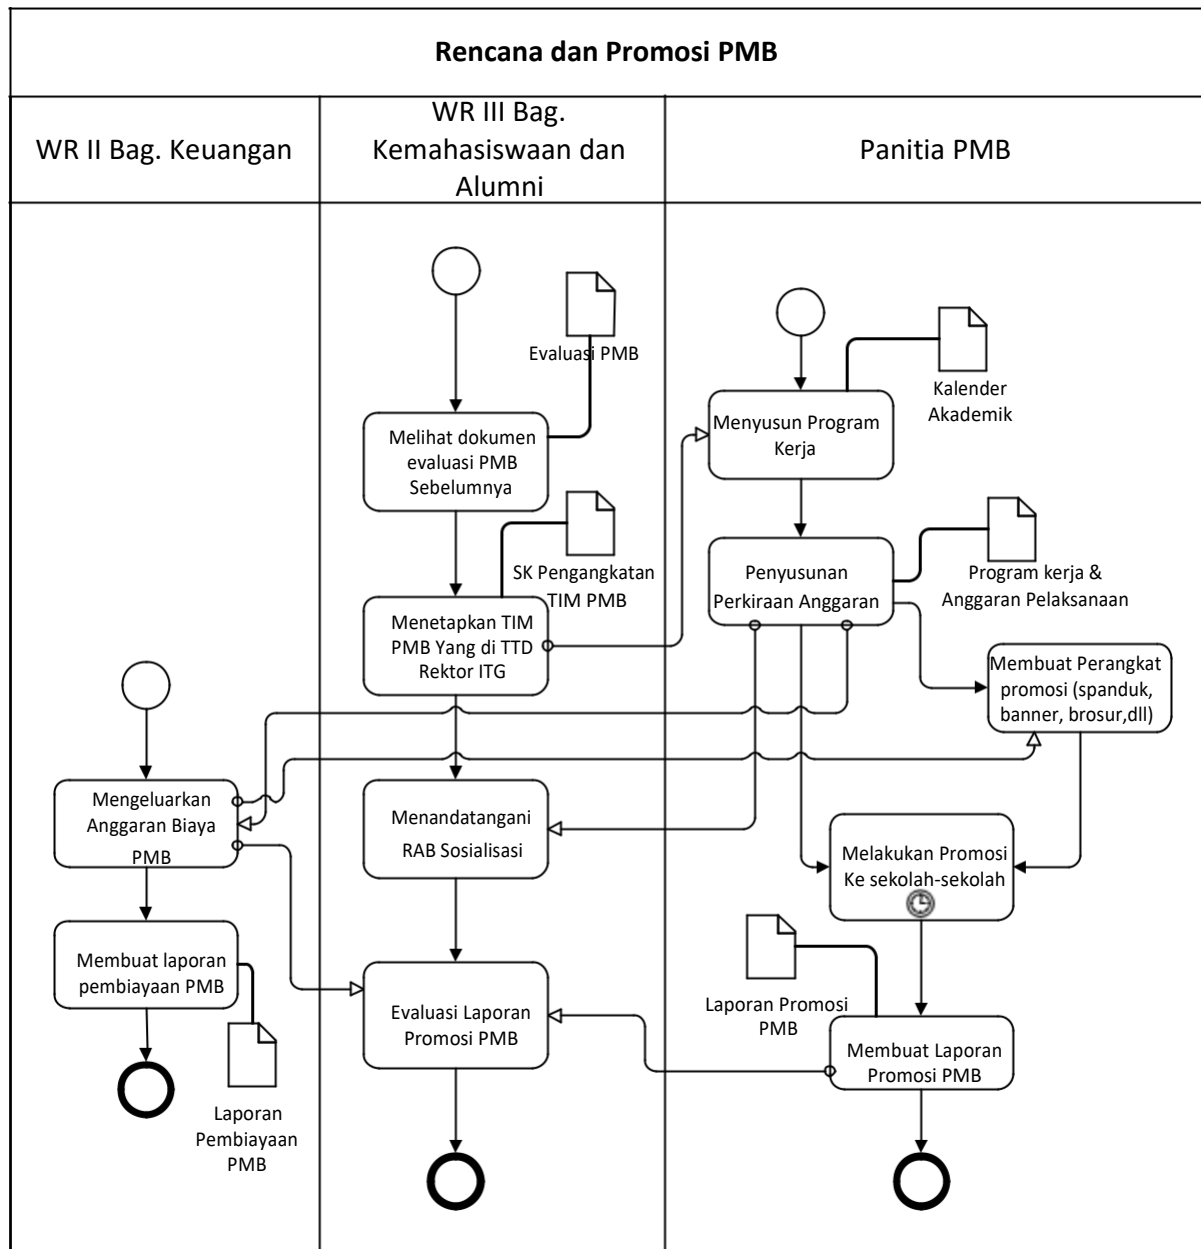 Rencana dan Promosi PMB
WR II Bag. Keuangan
WR III Bag.
Kemahasiswaan dan
Alumni
Panitia PMB
Evaluasi PMB
Melihat dokumen
evaluasi PMB
Sebelumnya
SK Pengangkatan
TIM PMB
Menetapkan TIM
PMB Yang di TTD
Rektor ITG
Kalender
Akademik
Menyusun Program
Kerja
Penyusunan
Perkiraan Anggaran
Program kerja &
Anggaran Pelaksanaan
Membuat Perangkat
promosi (spanduk,
banner, brosur,dll)
Mengeluarkan
Anggaran Biaya
PMB
Menandatangani
RAB Sosialisasi
Melakukan Promosi
Ke sekolah-sekolah
Membuat laporan
pembiayaan PMB
Evaluasi Laporan
Promosi PMB
Laporan Promosi
PMB
Membuat Laporan
Promosi PMB
Laporan
Pembiayaan
PMB